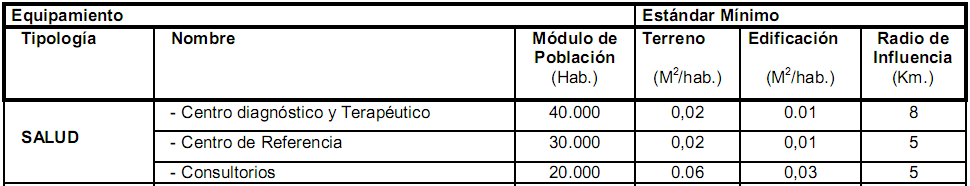 Equipamiento Estándar Mínimo
Tipología Nombre Módulo de Población (Hab.) Terreno (M²/hab.) Edificación (M²/hab.) Radio de Influencia (Km.)
SALUD - Centro diagnóstico y Terapéutico 40.000 0,02 0.01 8
- Centro de Referencia 30.000 0,02 0,01 5
- Consultorios 20.000 0.06 0,03 5